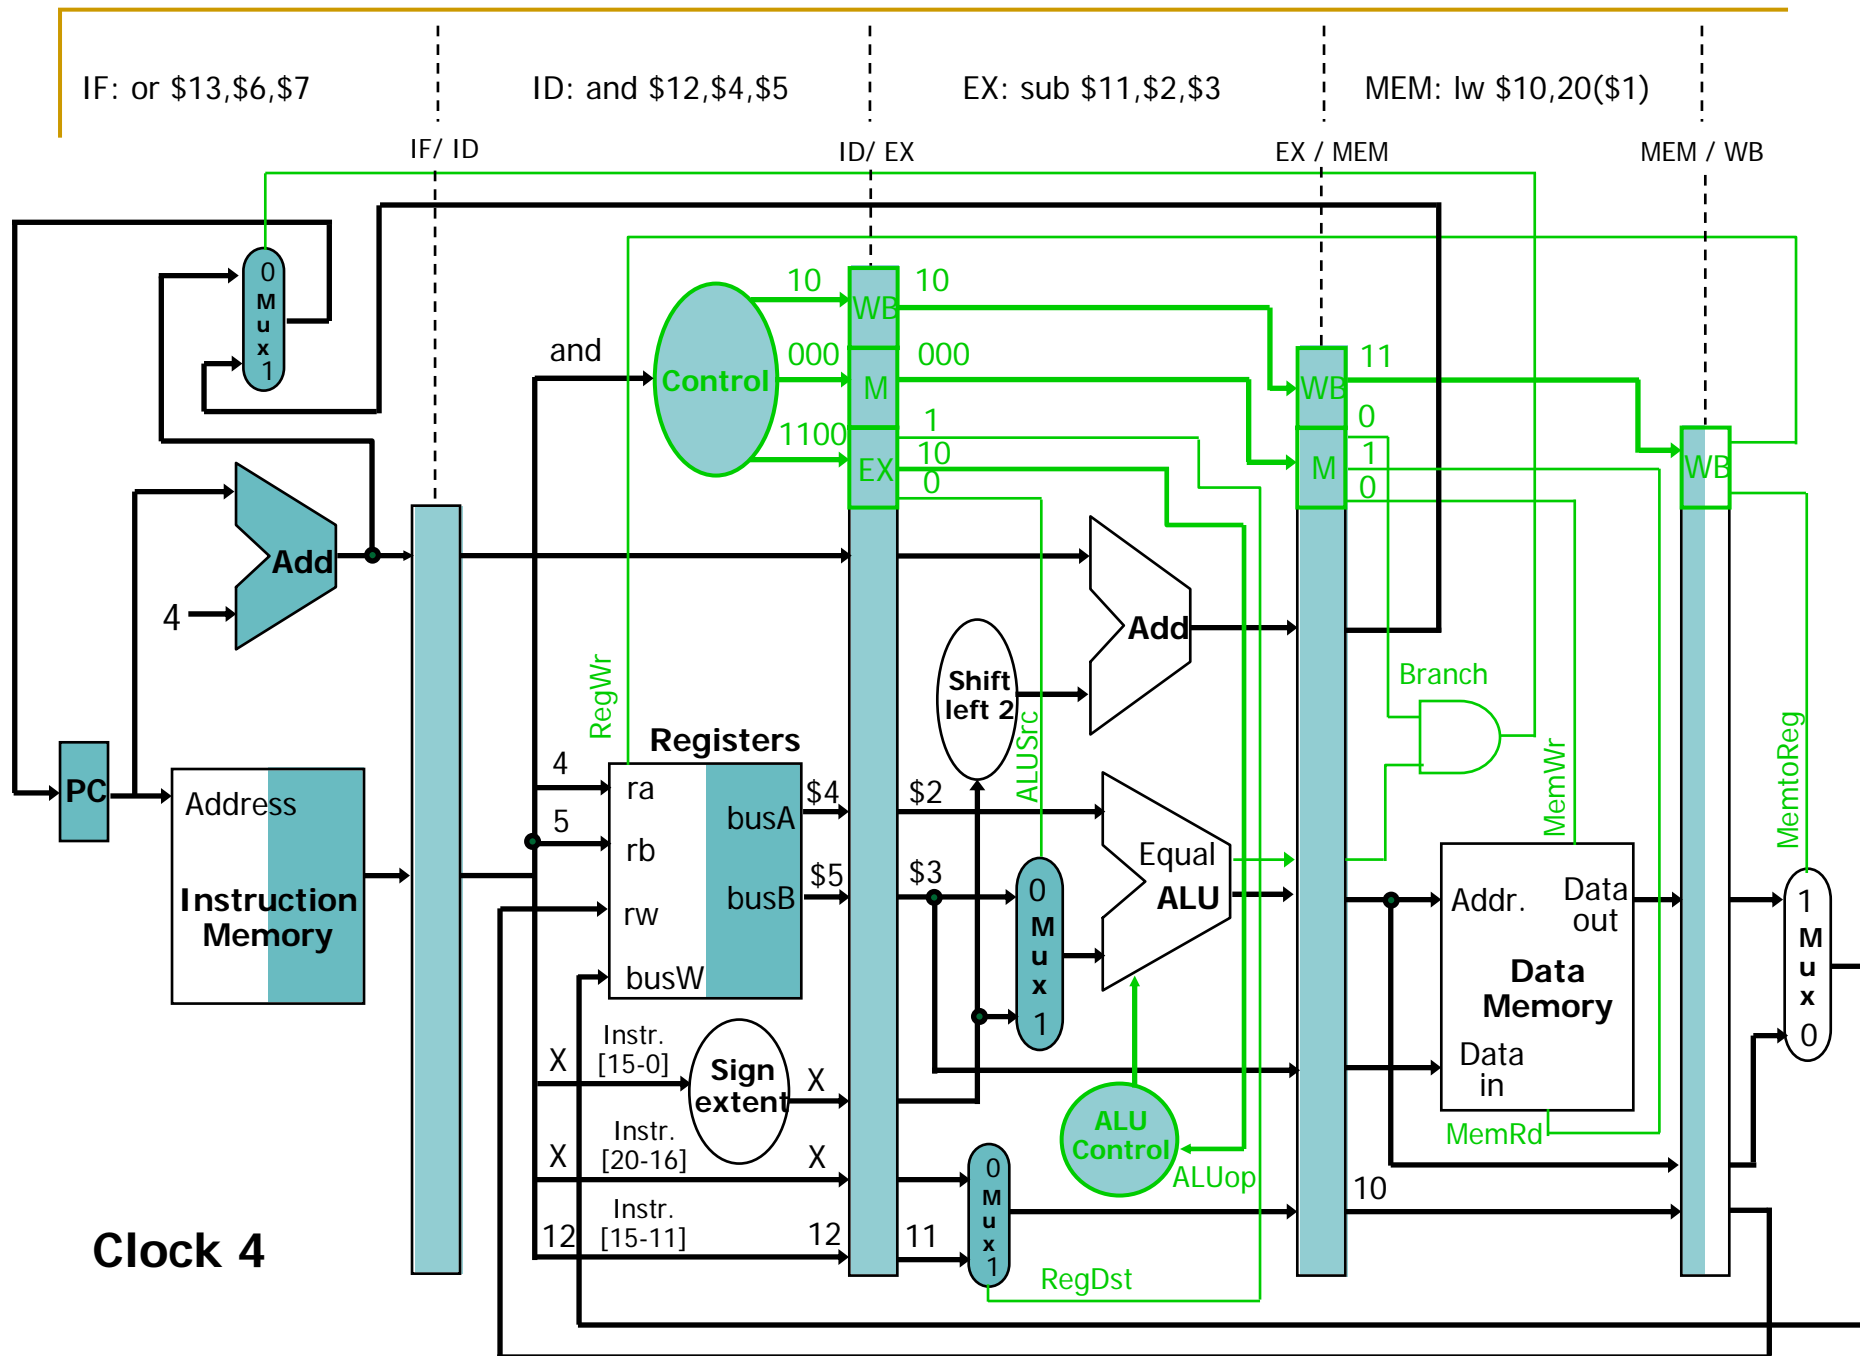 IF: or $13,$6,$7
ID: and $12,$4,$5
EX: sub $11,$2,$3
MEM: lw $10,20($1)
IF/ ID
ID/ EX
EX / MEM
MEM / WB
0
M
u
x
1
and
Control
10
000
1100
WB
M
EX
10
000
1
10
0
WB
M
11
0
1
0
WB
Add
4
PC
Address
Instruction
Memory
RegWr
Registers
4
5
ra
rb
rw
busW
busA
busB
$4
$5
$2
$3
Shift
left 2
ALUSrc
Add
Equal
ALU
0
M
u
x
1
Branch
MemWr
MemtoReg
Addr.
Data
out
Data
Memory
Data
in
MemRd
1
M
u
x
0
X
Instr.
[15-0]
Sign
extent
X
X
Instr.
[20-16]
X
12
Instr.
[15-11]
12
11
0
M
u
x
1
RegDst
ALU
Control
ALUop
10
Clock 4